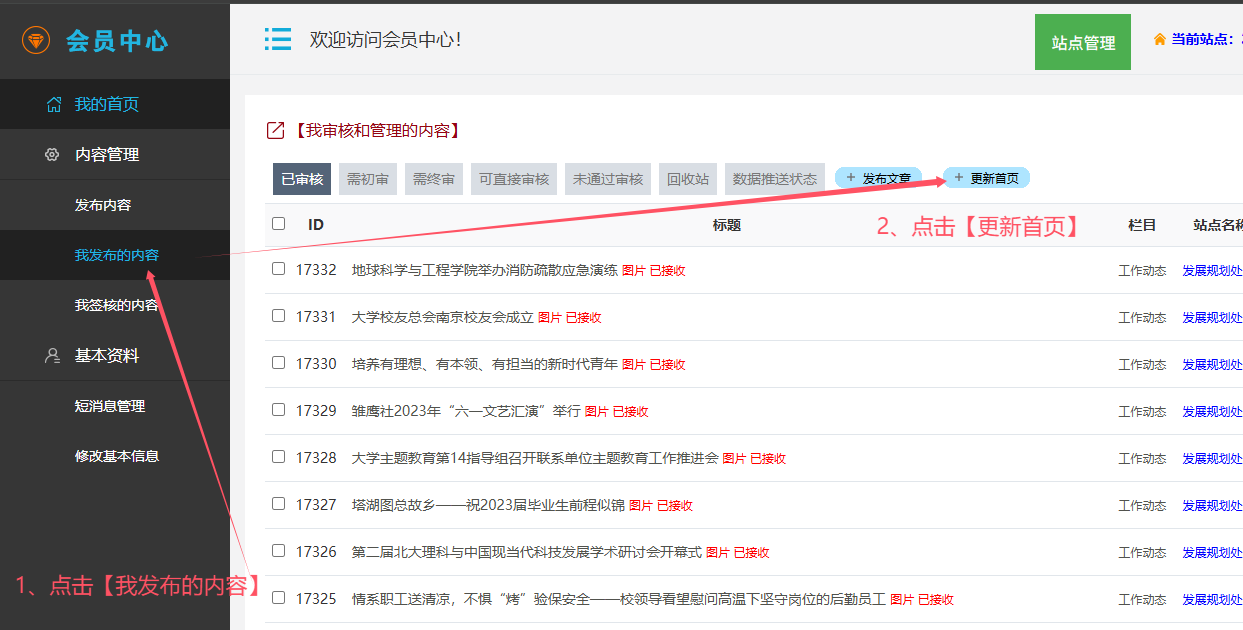 会员中心
欢迎访问会员中心！
站点管理
当前站点：
我的首页
内容管理
发布内容
我发布的内容
我签核的内容
基本资料
短消息管理
修改基本信息
1、点击【我发布的内容】
【我审核和管理的内容】
已审核 需初审 需终审 可直接审核 未通过审核 回收站 数据推送状态 + 发布文章 + 更新首页
2、点击【更新首页】
ID 标题 栏目 站点名称
17332 地球科学与工程学院举办消防疏散应急演练 图片 已接收 工作动态 发展规划处
17331 大学校友总会南京校友会成立 图片 已接收 工作动态 发展规划处
17330 培养有理想、有本领、有担当的新时代青年 图片 已接收 工作动态 发展规划处
17329 雏鹰社2023年“六一文艺汇演”举行 图片 已接收 工作动态 发展规划处
17328 大学主题教育第14指导组召开联系单位主题教育工作推进会 图片 已接收 工作动态 发展规划处
17327 塔湖图总故乡——祝2023届毕业生前程似锦 图片 已接收 工作动态 发展规划处
17326 第二届北大理科与中国现当代科技发展学术研讨会开幕式 图片 已接收 工作动态 发展规划处
17325 情系职工送清凉，不惧“烤”验保安全——校领导看望慰问高温下坚守岗位的后勤员工 图片 已接收 工作动态 发展规划处